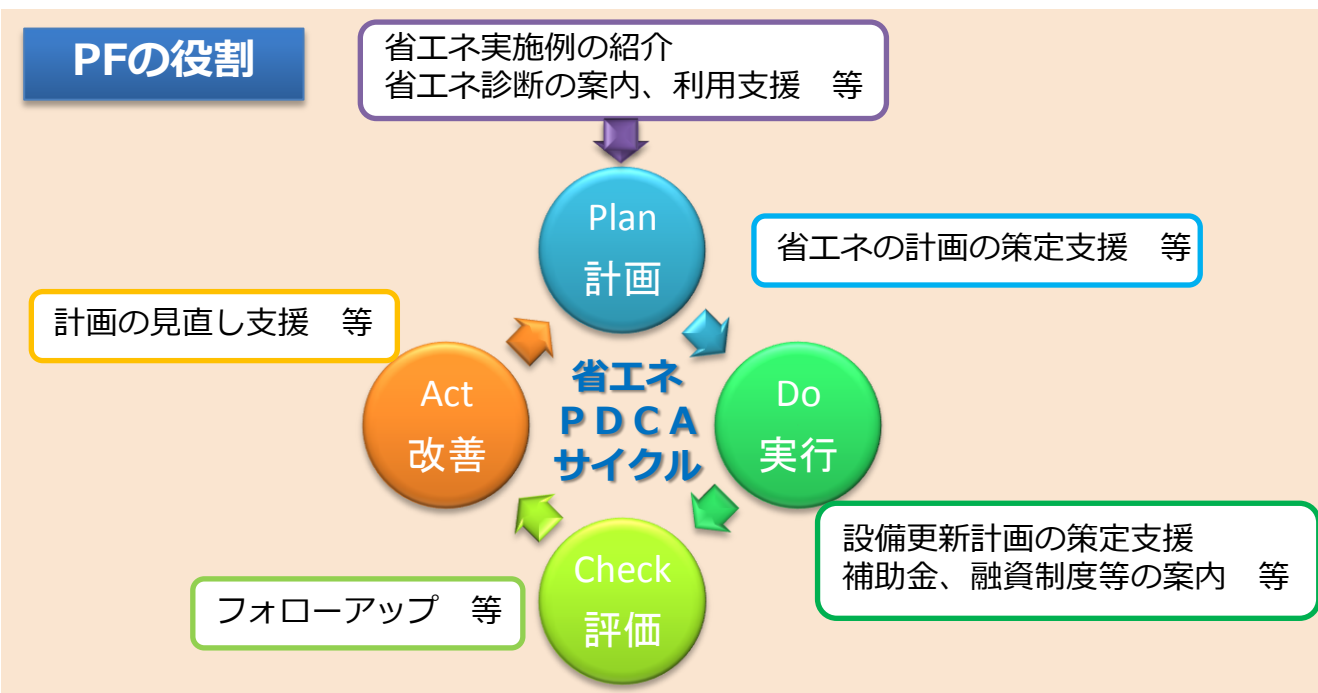 PFの役割
省エネ実施例の紹介
省エネ診断の案内、利用支援　等
Plan
計画
省エネの計画の策定支援　等
計画の見直し支援　等
省エネ
ＰＤＣＡ
サイクル
Act
改善
Do
実行
設備更新計画の策定支援
補助金、融資制度等の案内　等
Check
評価
フォローアップ　等